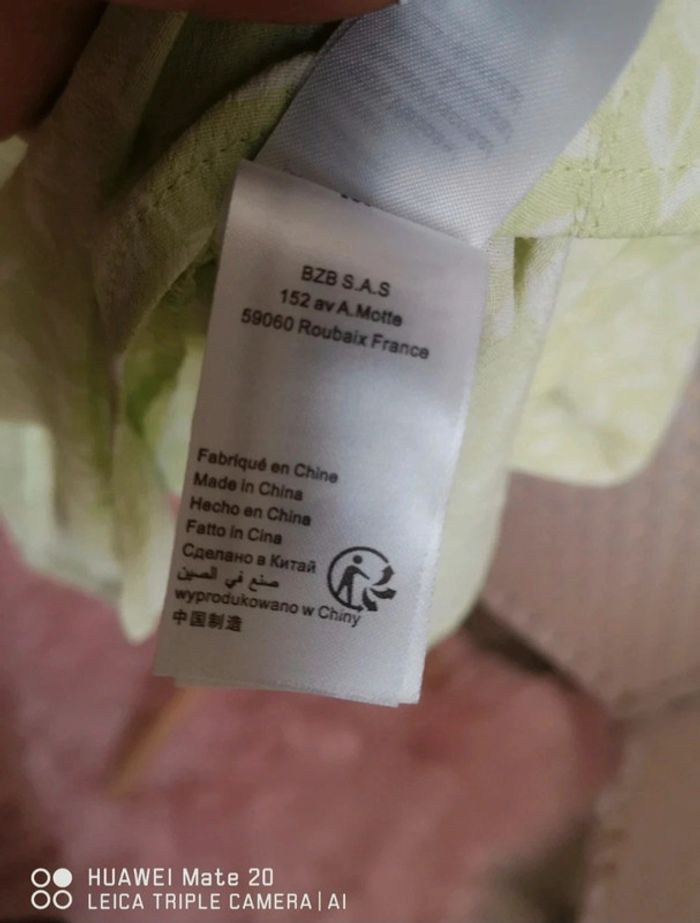 BZB S.A.S
152 av A.Motte
59060 Roubaix France
Fabriqué en Chine
Made in China
Hecho en China
Fatto in Cina
Сделано в Китай
صنع في الصين
wyprodukowano w Chiny
中国制造
HUAWEI Mate 20
LEICA TRIPLE CAMERA | AI